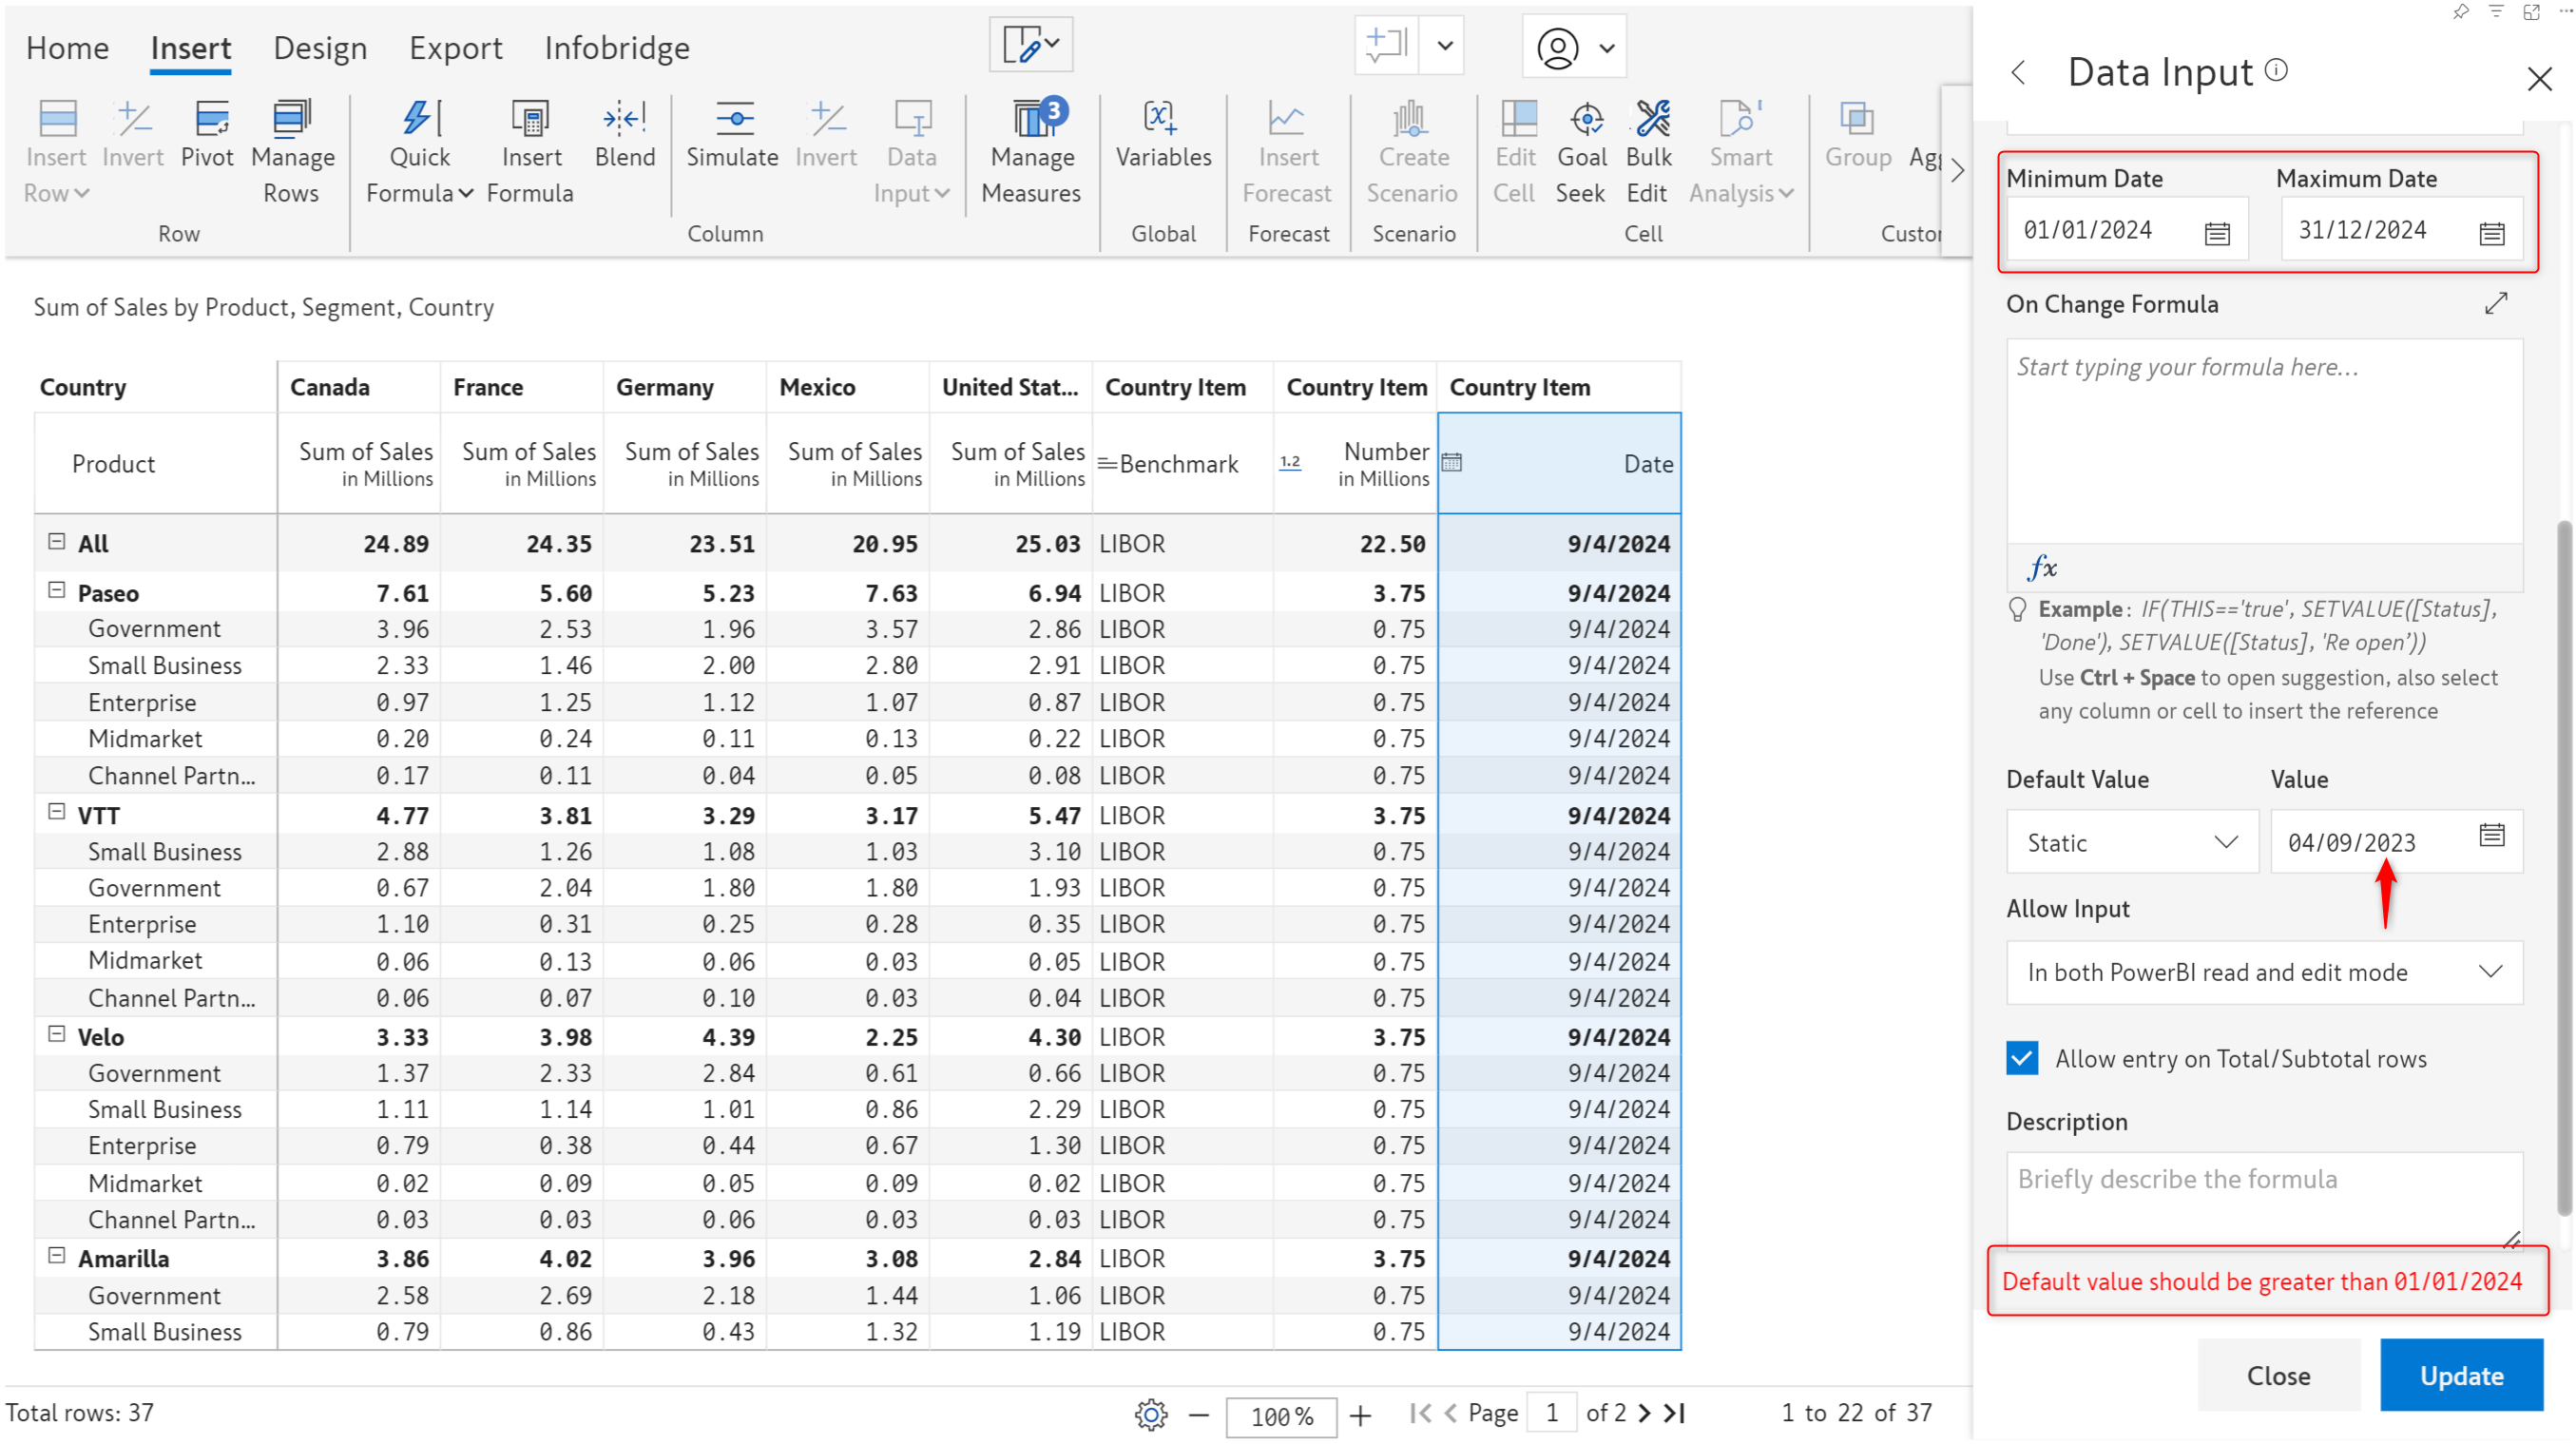 Home Insert Design Export Infobridge
Insert Row
Invert
Pivot
Manage Rows
Row
Quick Formula
Insert Formula
Blend
Simulate
Invert
Data Input
Column
3
Manage Measures
Variables
Global
Insert Forecast
Forecast
Create Scenario
Scenario
Edit Cell
Goal Seek
Bulk Edit
Smart Analysis
Cell
Group
Agg
Custor
Sum of Sales by Product, Segment, Country
Country Canada France Germany Mexico United Stat... Country Item Country Item Country Item
Product Sum of Sales Sum of Sales Sum of Sales Sum of Sales Sum of Sales Benchmark 1.2 Number Date
in Millions in Millions in Millions in Millions in Millions in Millions
All 24.89 24.35 23.51 20.95 25.03 LIBOR 22.50 9/4/2024
Paseo 7.61 5.60 5.23 7.63 6.94 LIBOR 3.75 9/4/2024
Government 3.96 2.53 1.96 3.57 2.86 LIBOR 0.75 9/4/2024
Small Business 2.33 1.46 2.00 2.80 2.91 LIBOR 0.75 9/4/2024
Enterprise 0.97 1.25 1.12 1.07 0.87 LIBOR 0.75 9/4/2024
Midmarket 0.20 0.24 0.11 0.13 0.22 LIBOR 0.75 9/4/2024
Channel Partn... 0.17 0.11 0.04 0.05 0.08 LIBOR 0.75 9/4/2024
VTT 4.77 3.81 3.29 3.17 5.47 LIBOR 3.75 9/4/2024
Small Business 2.88 1.26 1.08 1.03 3.10 LIBOR 0.75 9/4/2024
Government 0.67 2.04 1.80 1.80 1.93 LIBOR 0.75 9/4/2024
Enterprise 1.10 0.31 0.25 0.28 0.35 LIBOR 0.75 9/4/2024
Midmarket 0.06 0.13 0.06 0.03 0.05 LIBOR 0.75 9/4/2024
Channel Partn... 0.06 0.07 0.10 0.03 0.04 LIBOR 0.75 9/4/2024
Velo 3.33 3.98 4.39 2.25 4.30 LIBOR 3.75 9/4/2024
Government 1.37 2.33 2.84 0.61 0.66 LIBOR 0.75 9/4/2024
Small Business 1.11 1.14 1.01 0.86 2.29 LIBOR 0.75 9/4/2024
Enterprise 0.79 0.38 0.44 0.67 1.30 LIBOR 0.75 9/4/2024
Midmarket 0.02 0.09 0.05 0.09 0.02 LIBOR 0.75 9/4/2024
Channel Partn... 0.03 0.03 0.06 0.03 0.03 LIBOR 0.75 9/4/2024
Amarilla 3.86 4.02 3.96 3.08 2.84 LIBOR 3.75 9/4/2024
Government 2.58 2.69 2.18 1.44 1.06 LIBOR 0.75 9/4/2024
Small Business 0.79 0.86 0.43 1.32 1.19 LIBOR 0.75 9/4/2024
Total rows: 37
100 %
Page 1 of 2
1 to 22 of 37
Data Input
Minimum Date Maximum Date
01/01/2024 31/12/2024
On Change Formula
Start typing your formula here...
fx
Example: IF(THIS=='true', SETVALUE([Status],
'Done'), SETVALUE([Status], 'Re open’))
Use Ctrl + Space to open suggestion, also select
any column or cell to insert the reference
Default Value Value
Static 04/09/2023
Allow Input
In both PowerBI read and edit mode
Allow entry on Total/Subtotal rows
Description
Briefly describe the formula
Default value should be greater than 01/01/2024
Close Update